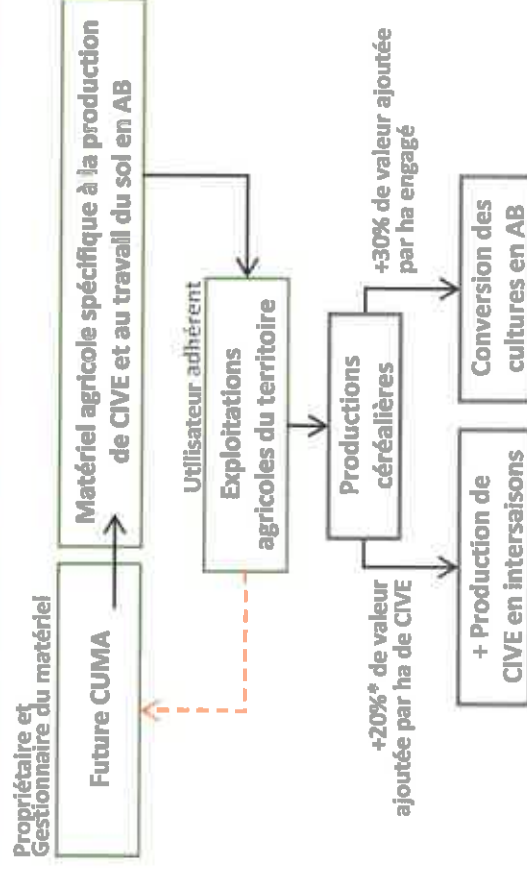 Propriétaire et
Gestionnaire du matériel
Future CUMA
Matériel agricole spécifique à la production
de CIVE et au travail du sol en AB
Utilisateur adhérent
Exploitations
agricoles du territoire
Productions
céréalières
+20%* de valeur
ajoutée par ha de CIVE
+30% de valeur ajoutée
par ha engagé
+ Production de
CIVE en intersaisons
Conversion des
cultures en AB